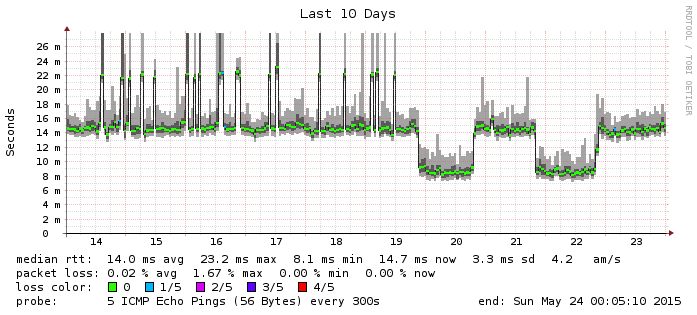 Last 10 Days
RRDTOOL / TOBI OETIKER
Seconds
26 m
24 m
22 m
20 m
18 m
16 m
14 m
12 m
10 m
8 m
6 m
4 m
2 m
0
14 15 16 17 18 19 20 21 22 23
median rtt: 14.0 ms avg 23.2 ms max 8.1 ms min 14.7 ms now 3.3 ms sd 4.2 am/s
packet loss: 0.02 % avg 1.67 % max 0.00 % min 0.00 % now
loss color: 0 1/5 2/5 3/5 4/5
probe: 5 ICMP Echo Pings (56 Bytes) every 300s end: Sun May 24 00:05:10 2015